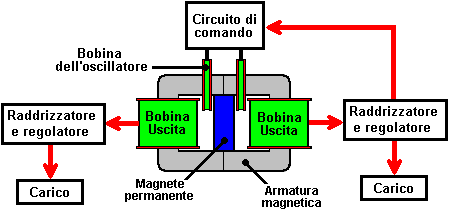 Circuito di
comando
Bobina
dell'oscillatore
Raddrizzatore
e regolatore
Bobina
Uscita
Bobina
Uscita
Raddrizzatore
e regolatore
Carico
Magnete
permanente
Armatura
magnetica
Carico